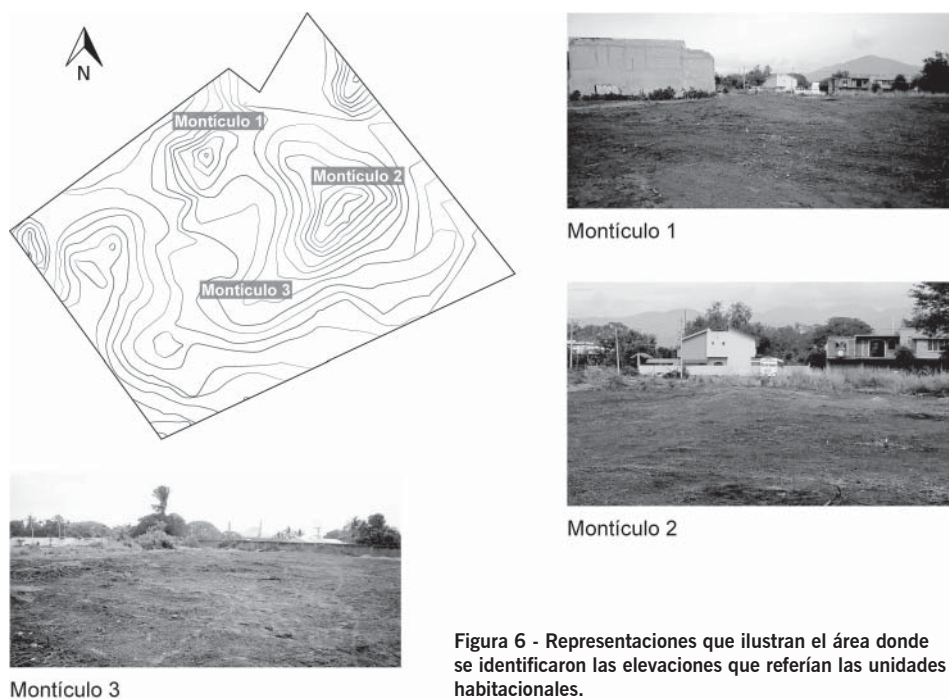 N
Montículo 1
Montículo 2
Montículo 3
Montículo 1
Montículo 2
Montículo 3
Figura 6 - Representaciones que ilustran el área donde
se identificaron las elevaciones que referían las unidades
habitacionales.